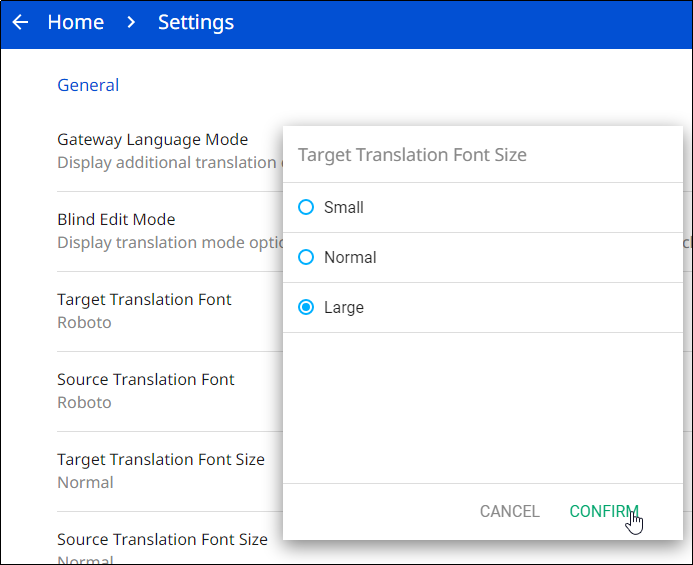 Home > Settings
General
Gateway Language Mode
Display additional translation
Blind Edit Mode
Display translation mode optio
Target Translation Font
Roboto
Source Translation Font
Roboto
Target Translation Font Size
Normal
Source Translation Font Size
Normal
Target Translation Font Size
Small
Normal
Large
CANCEL CONFIRM